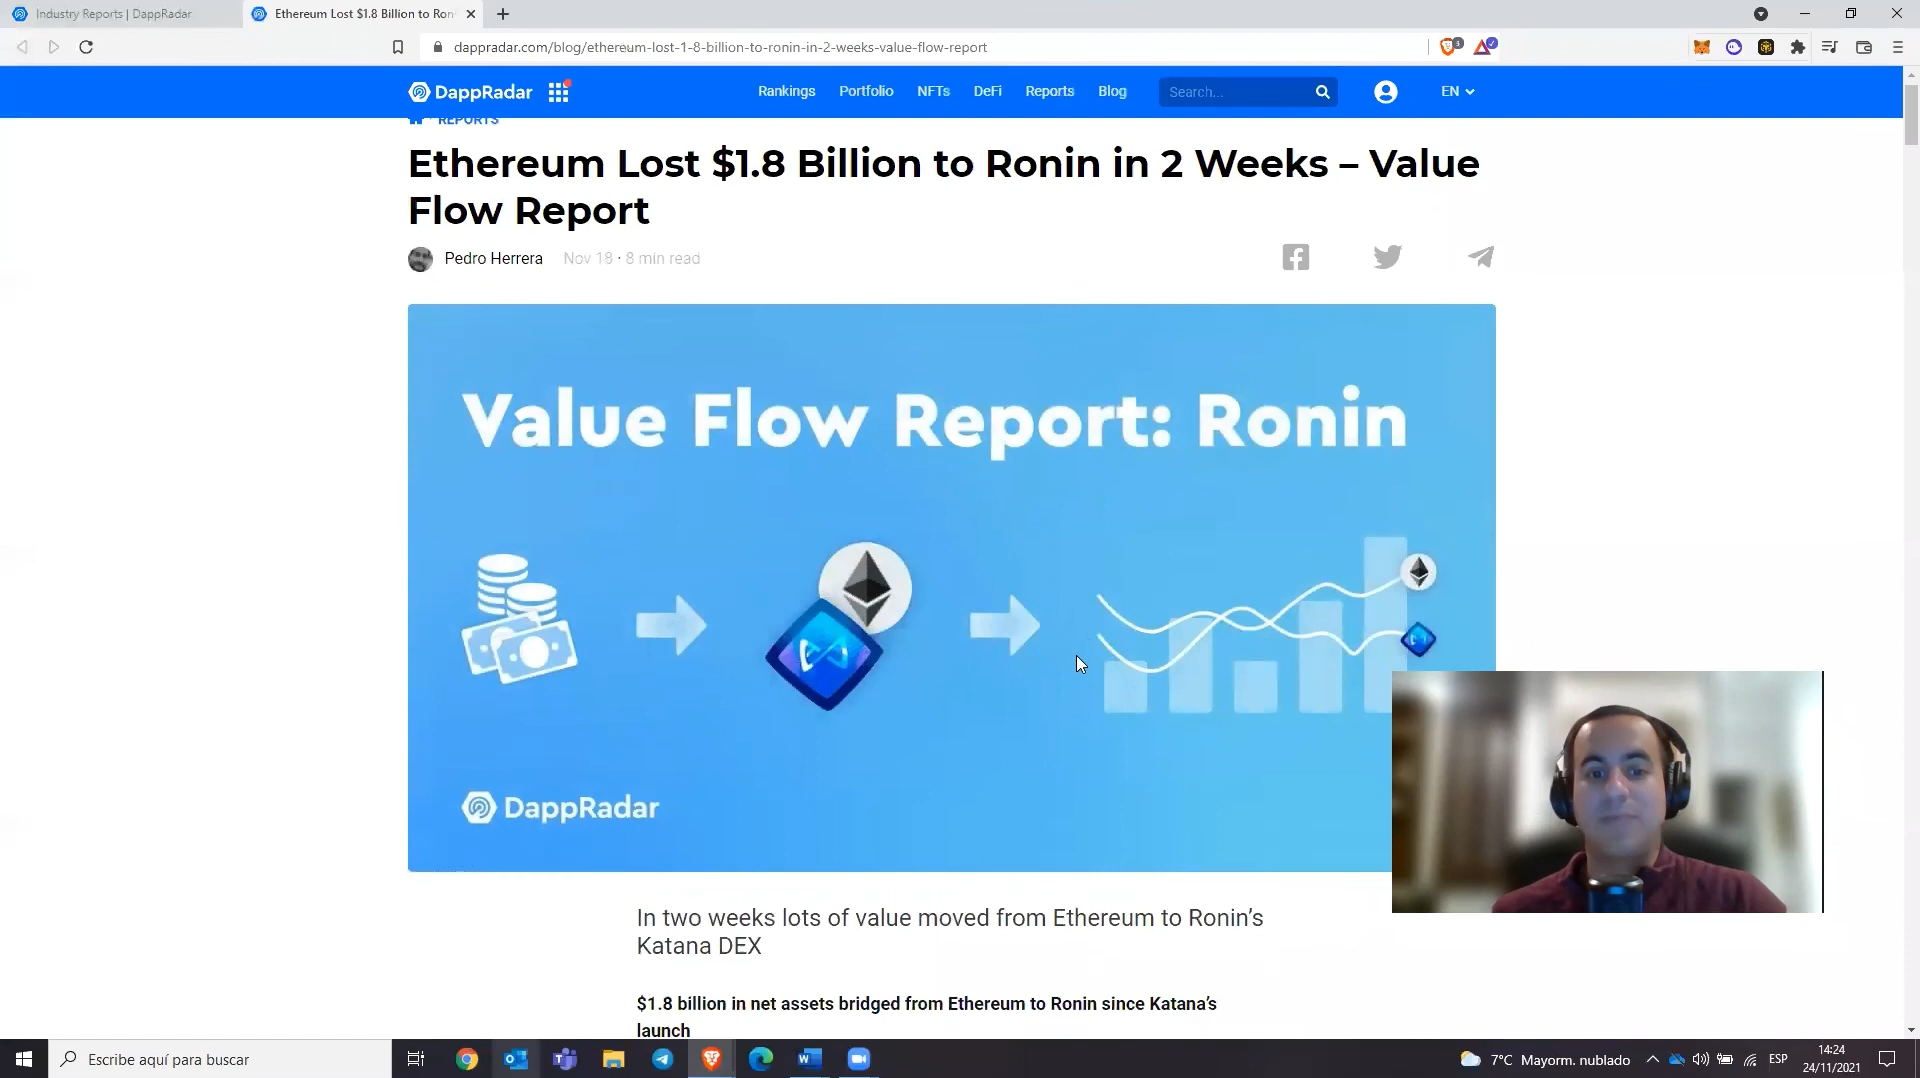 Industry Reports | DappRadar
Ethereum Lost $1.8 Billion to Ron
dappradar.com/blog/ethereum-lost-1-8-billion-to-ronin-in-2-weeks-value-flow-report
3
DappRadar
Rankings
Portfolio
NFTs
DeFi
Reports
Blog
Search...
EN
REPORTS
Ethereum Lost $1.8 Billion to Ronin in 2 Weeks – Value
Flow Report
Pedro Herrera
Nov 18 · 8 min read
Value Flow Report: Ronin
DappRadar
In two weeks lots of value moved from Ethereum to Ronin’s
Katana DEX
$1.8 billion in net assets bridged from Ethereum to Ronin since Katana’s
launch
Escribe aquí para buscar
7°C Mayorm. nublado
ESP
14:24
24/11/2021